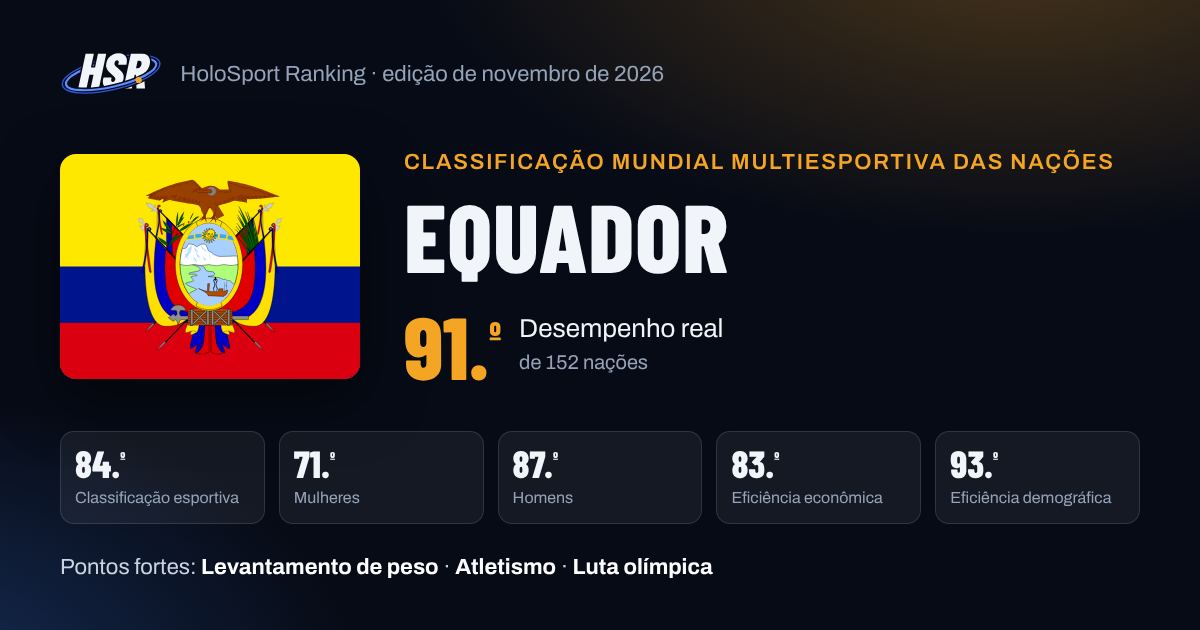 HSR
HoloSport Ranking · edição de novembro de 2026
CLASSIFICAÇÃO MUNDIAL MULTIESPORTIVA DAS NAÇÕES
EQUADOR
91.º
Desempenho real
de 152 nações
84.º
Classificação esportiva
71.º
Mulheres
87.º
Homens
83.º
Eficiência econômica
93.º
Eficiência demográfica
Pontos fortes: Levantamento de peso · Atletismo · Luta olímpica